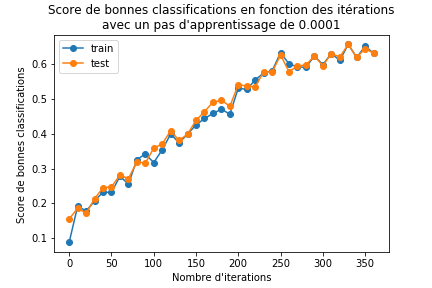 Score de bonnes classifications en fonction des itérations
avec un pas d'apprentissage de 0.0001
train
test
Score de bonnes classifications
0.6
0.5
0.4
0.3
0.2
0.1
0 50 100 150 200 250 300 350
Nombre d'iterations